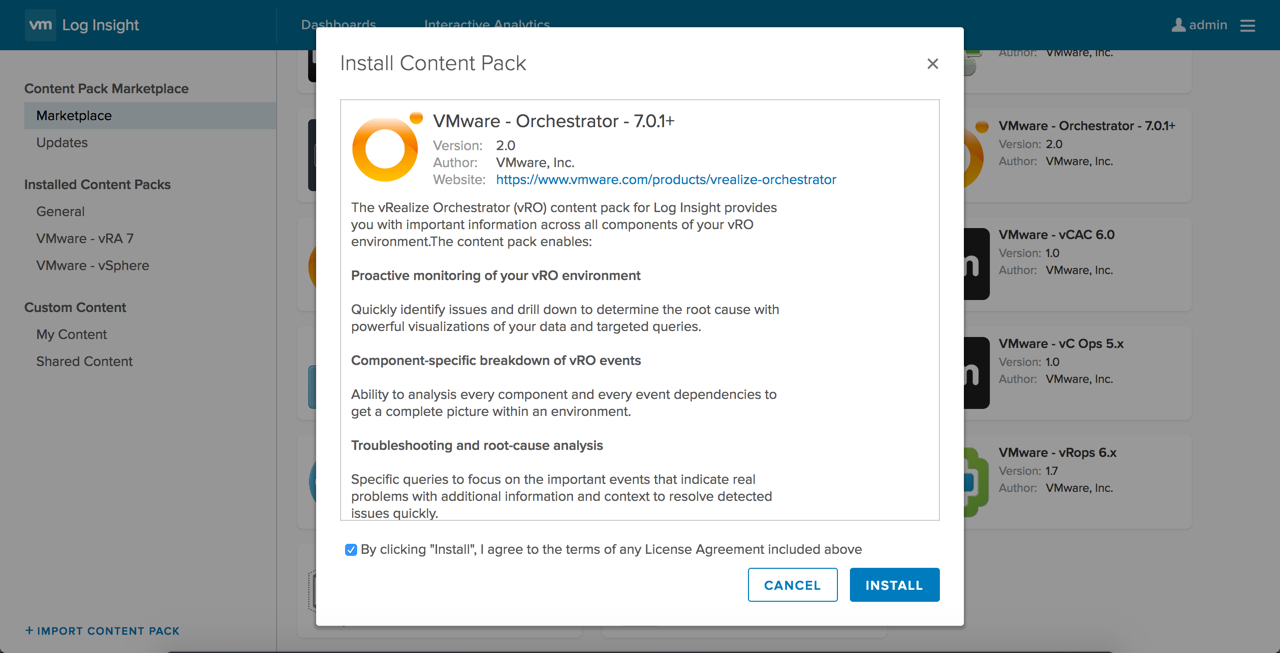 vm Log Insight
Dashboards
Interactive Analytics
admin
Content Pack Marketplace
Marketplace
Updates
Installed Content Packs
General
VMware - vRA 7
VMware - vSphere
Custom Content
My Content
Shared Content
+ IMPORT CONTENT PACK
Install Content Pack
×
VMware - Orchestrator - 7.0.1+
Version: 2.0
Author: VMware, Inc.
Website: https://www.vmware.com/products/vrealize-orchestrator
The vRealize Orchestrator (vRO) content pack for Log Insight provides
you with important information across all components of your vRO
environment.The content pack enables:
Proactive monitoring of your vRO environment
Quickly identify issues and drill down to determine the root cause with
powerful visualizations of your data and targeted queries.
Component-specific breakdown of vRO events
Ability to analysis every component and every event dependencies to
get a complete picture within an environment.
Troubleshooting and root-cause analysis
Specific queries to focus on the important events that indicate real
problems with additional information and context to resolve detected
issues quickly.
By clicking "Install", I agree to the terms of any License Agreement included above
CANCEL
INSTALL
Author: VMware, Inc.
VMware - Orchestrator - 7.0.1+
Version: 2.0
Author: VMware, Inc.
VMware - vCAC 6.0
Version: 1.0
Author: VMware, Inc.
VMware - vC Ops 5.x
Version: 1.0
Author: VMware, Inc.
VMware - vRops 6.x
Version: 1.7
Author: VMware, Inc.